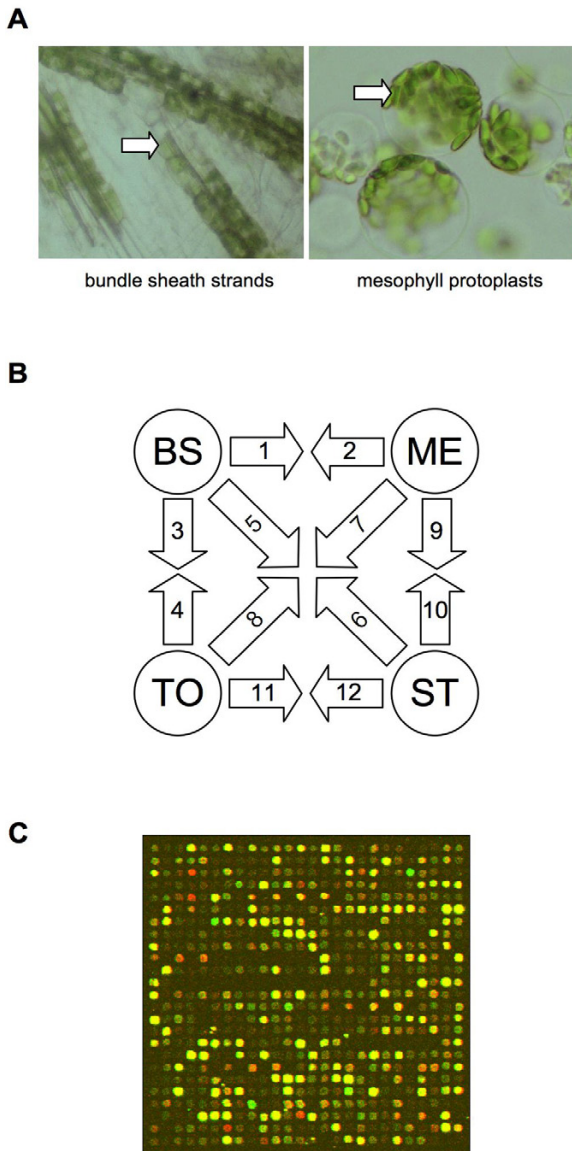 A
bundle sheath strands
mesophyll protoplasts
B
BS 1 2 ME
3 5 7 9
4 8 6 10
TO 11 12 ST
C